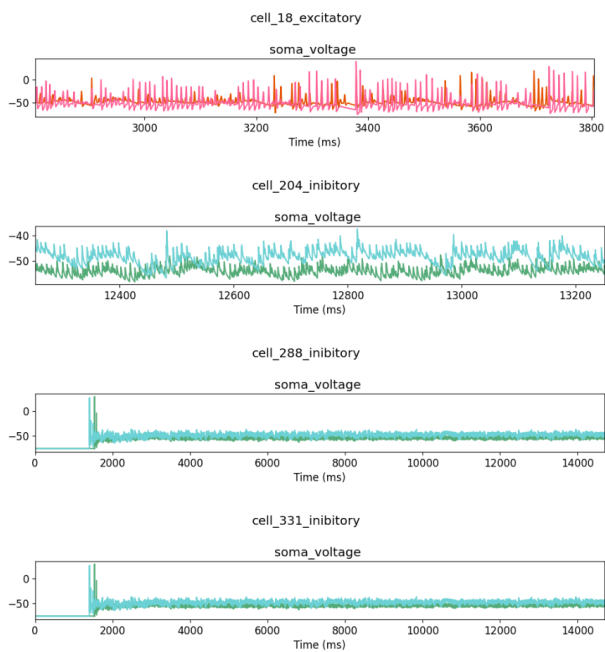 cell_18_excitatory
soma_voltage
0
−50
3000 3200 3400 3600 3800
Time (ms)
cell_204_inibitory
soma_voltage
−40
−50
12400 12600 12800 13000 13200
Time (ms)
cell_288_inibitory
soma_voltage
0
−50
0 2000 4000 6000 8000 10000 12000 14000
Time (ms)
cell_331_inibitory
soma_voltage
0
−50
0 2000 4000 6000 8000 10000 12000 14000
Time (ms)